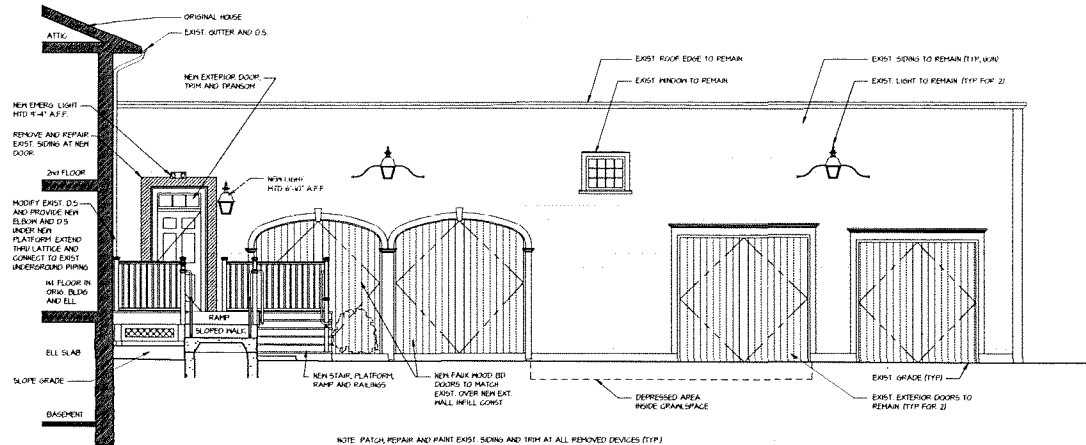 ORIGINAL HOUSE
ATTIC
EXIST. GUTTER AND D.S.
EXIST ROOF EDGE TO REMAIN
EXIST. SIDING TO REMAIN (TYP, UON)
NEW EXTERIOR DOOR,
TRIM AND TRANSOM
EXIST WINDOW TO REMAIN
EXIST. LIGHT TO REMAIN (TYP FOR 2)
NEW EMERG LIGHT
MTD 9'-4" A.F.F.
REMOVE AND REPAIR
EXIST. SIDING AT NEW
DOOR
2nd FLOOR
NEW LIGHT
MTD 6'-10" A.F.F
MODIFY EXIST. D.S
AND PROVIDE NEW
ELBOW AND D.S
UNDER NEW
PLATFORM EXTEND
THRU LATTICE AND
CONNECT TO EXIST
UNDERGROUND PIPING
1st FLOOR IN
ORIG. BLDG
AND ELL
RAMP
SLOPED WALK
ELL SLAB
SLOPE GRADE
NEW STAIR, PLATFORM,
RAMP AND RAILINGS
NEW FAUX WOOD BD
DOORS TO MATCH
EXIST. OVER NEW EXT.
WALL INFILL CONST
DEPRESSED AREA
INSIDE CRAWLSPACE
EXIST GRADE (TYP)
EXIST. EXTERIOR DOORS TO
REMAIN (TYP FOR 2)
BASEMENT
NOTE PATCH, REPAIR AND PAINT EXIST. SIDING AND TRIM AT ALL REMOVED DEVICES (TYP)